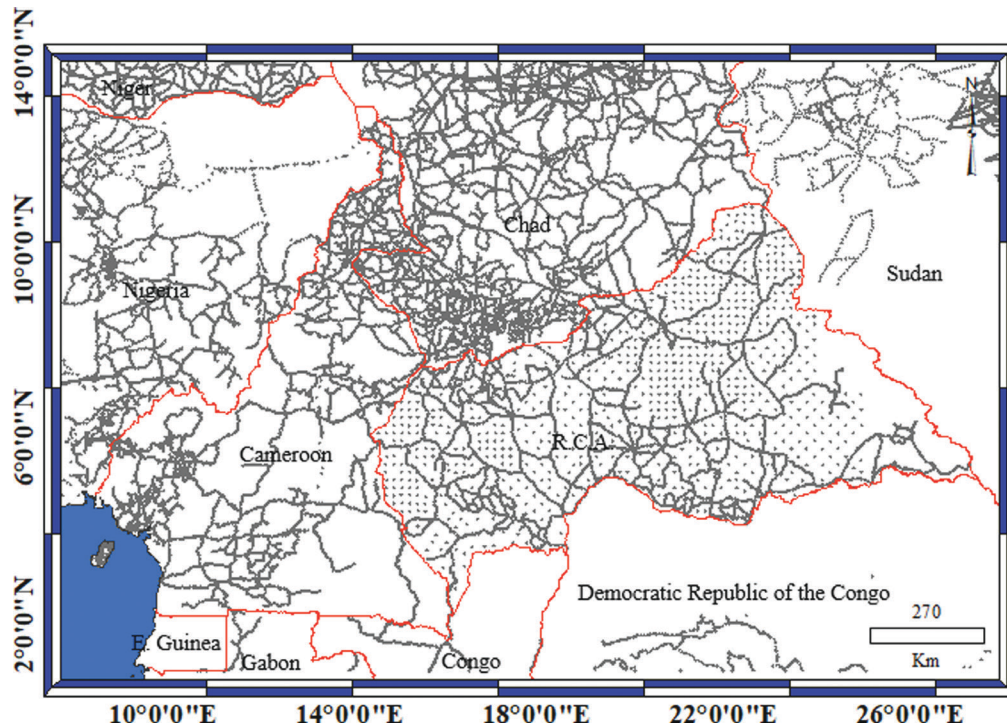 14°0'0"N
Niger
N
10°0'0"N
Chad
Nigeria
Sudan
6°0'0"N
Cameroon
R.C.A.
Democratic Republic of the Congo
270
Km
2°0'0"N
E. Guinea
Gabon
Congo
10°0'0"E
14°0'0"E
18°0'0"E
22°0'0"E
26°0'0"E